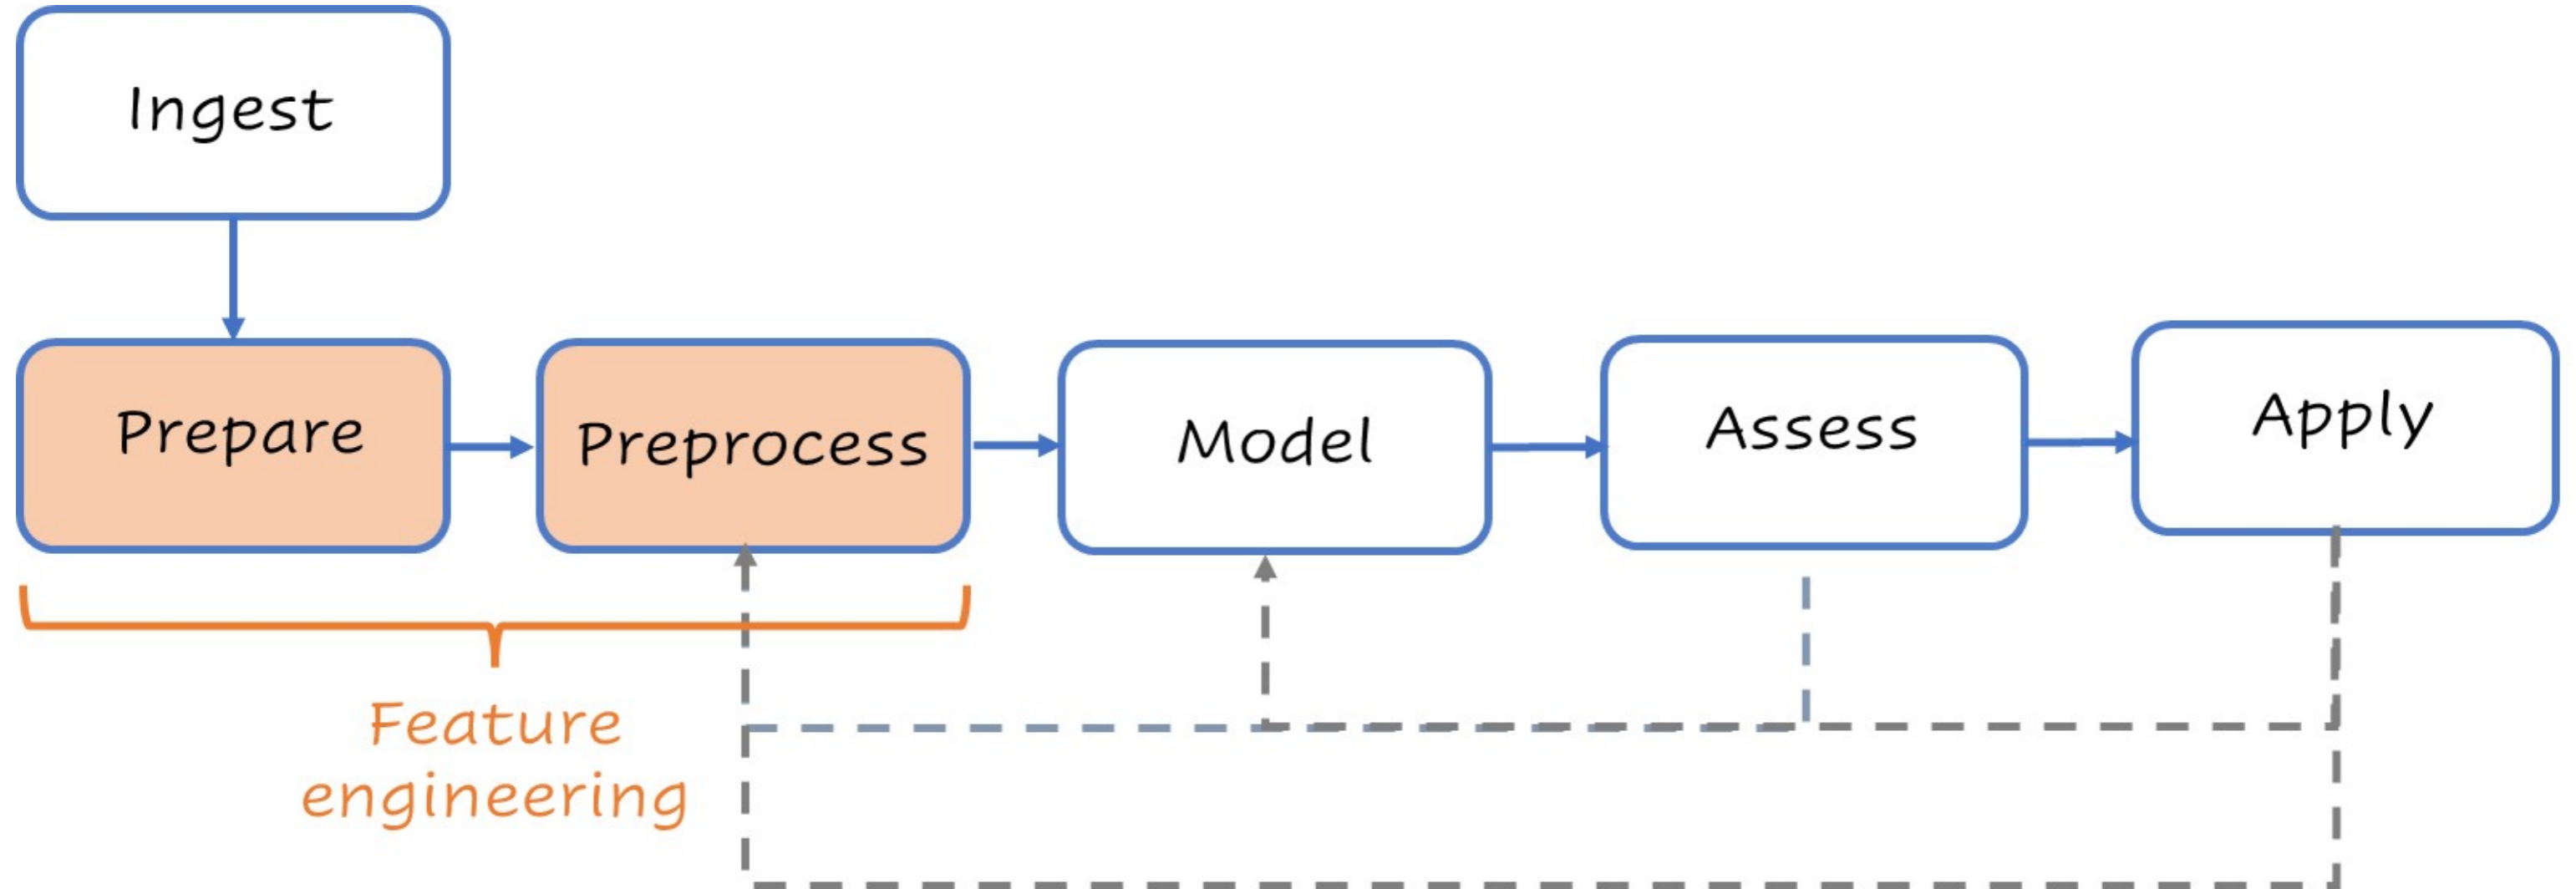 Ingest
Prepare
Preprocess
Model
Assess
Apply
Feature
engineering